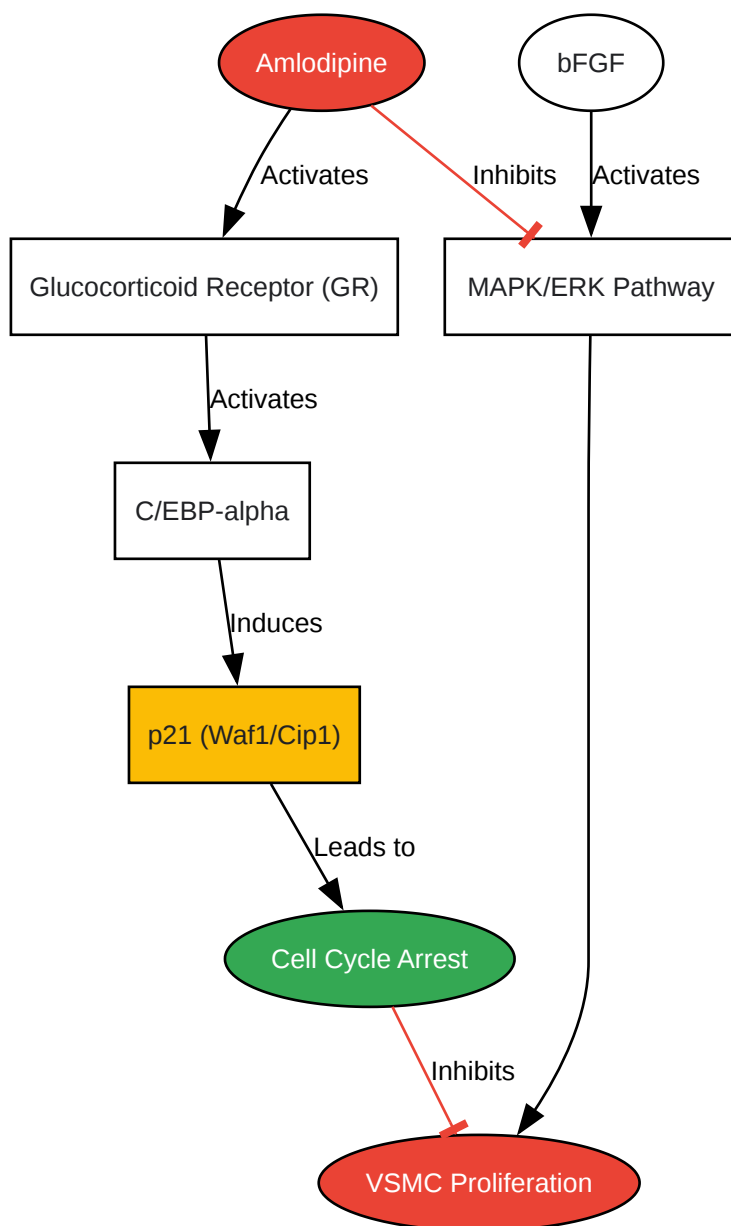 Amlodipine
bFGF
Activates
Inhibits
Activates
Glucocorticoid Receptor (GR)
MAPK/ERK Pathway
Activates
C/EBP-alpha
Induces
p21 (Waf1/Cip1)
Leads to
Cell Cycle Arrest
Inhibits
VSMC Proliferation